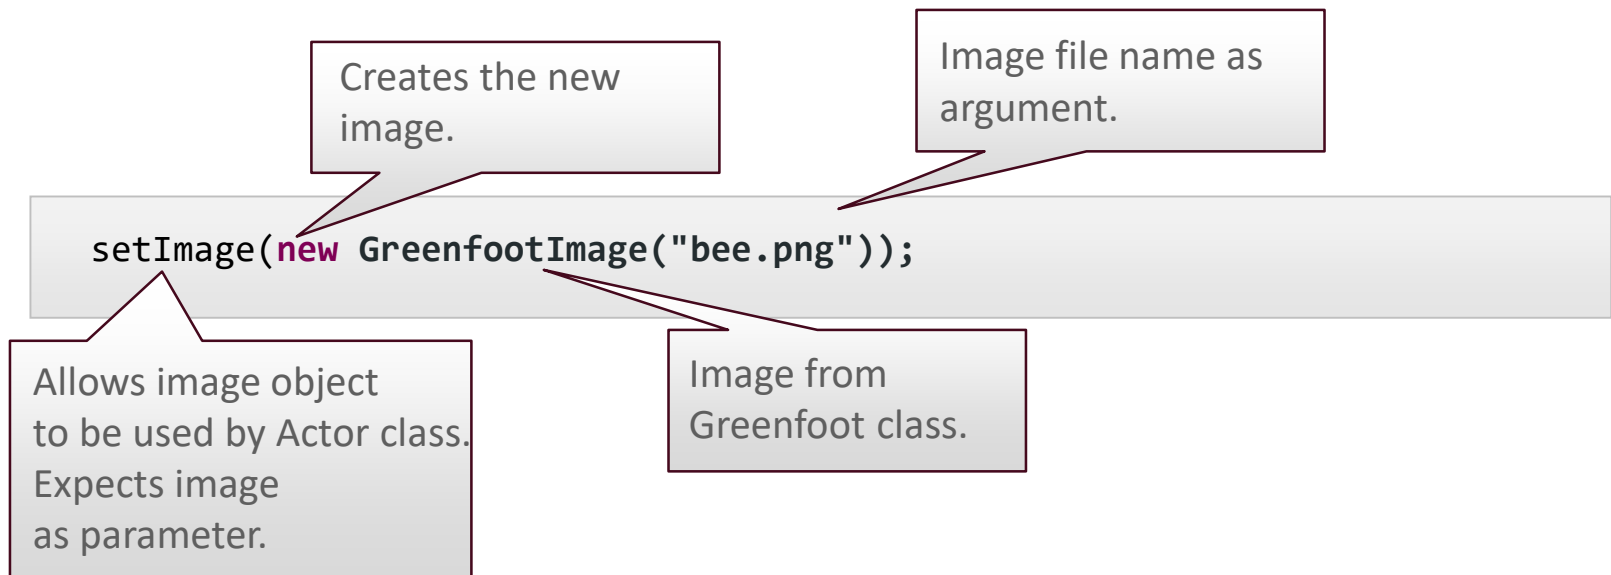 Creates the new
image.
Image file name as
argument.
setImage(new GreenfootImage("bee.png"));
Allows image object
to be used by Actor class.
Expects image
as parameter.
Image from
Greenfoot class.